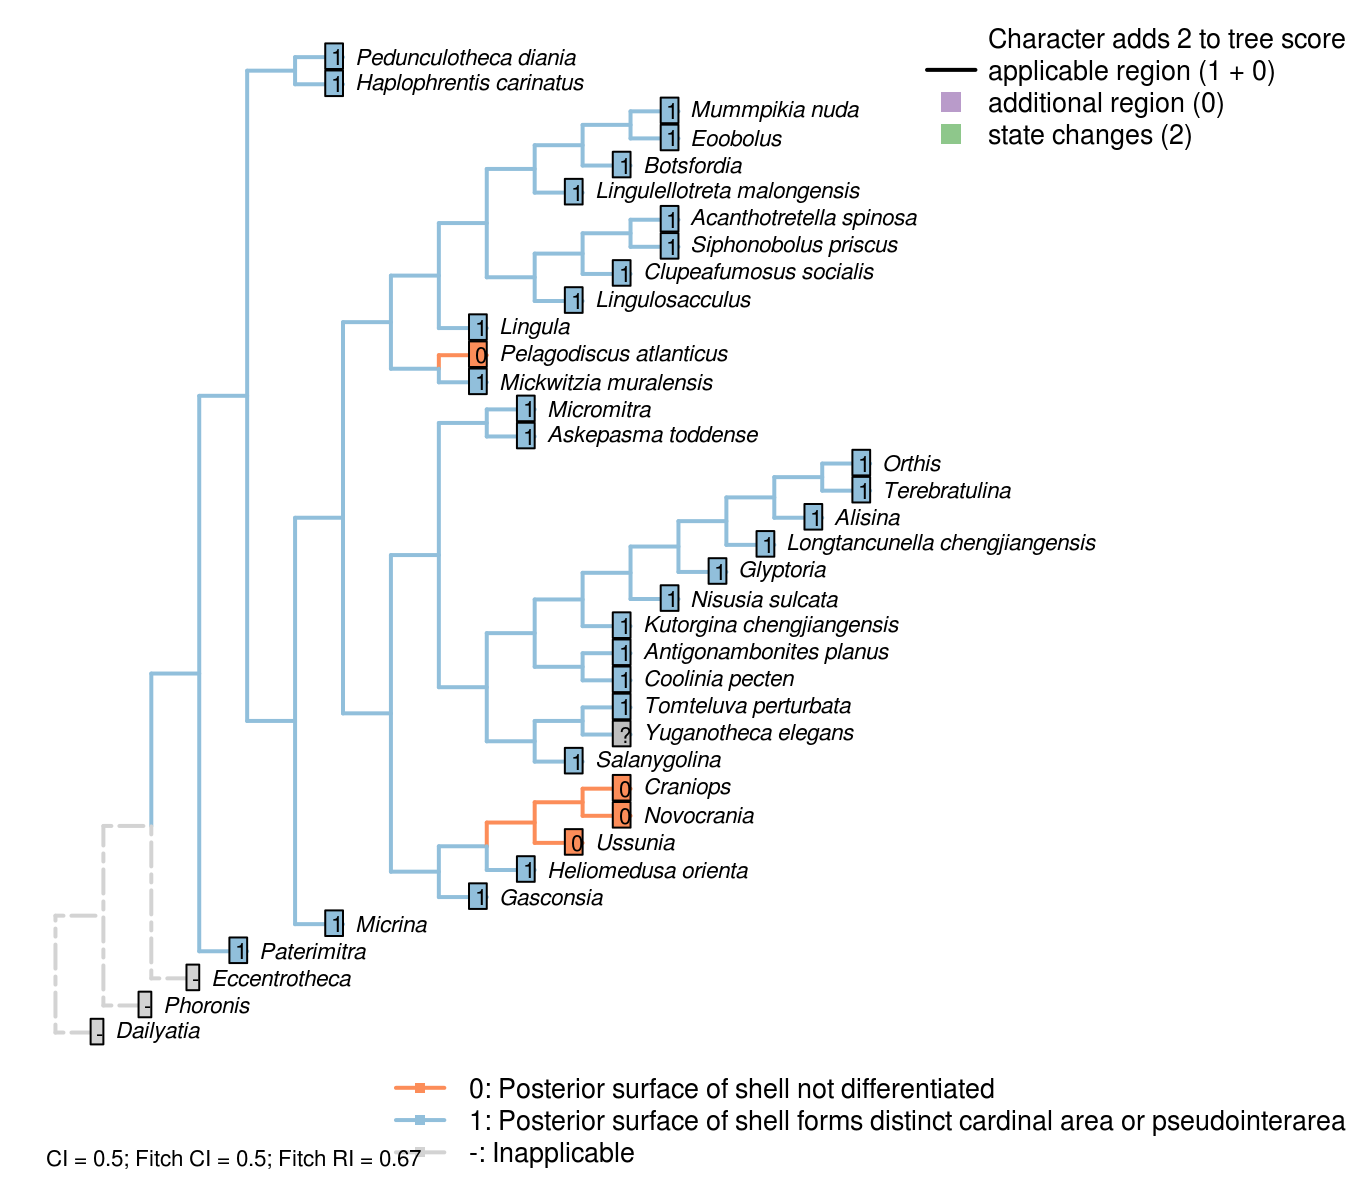 Character adds 2 to tree score
applicable region (1 + 0)
additional region (0)
state changes (2)
1 Pedunculotheca diania
1 Haplophrentis carinatus
1 Mummpikia nuda
1 Eoobolus
1 Botsfordia
1 Lingulellotreta malongensis
1 Acanthotretella spinosa
1 Siphonobolus priscus
1 Clupeafumosus socialis
1 Lingulosacculus
1 Lingula
0 Pelagodiscus atlanticus
1 Mickwitzia muralensis
1 Micromitra
1 Askepasma toddense
1 Orthis
1 Terebratulina
1 Alisina
1 Longtancunella chengjiangensis
1 Glyptoria
1 Nisusia sulcata
1 Kutorgina chengjiangensis
1 Antigonambonites planus
1 Coolinia pecten
1 Tomteluva perturbata
? Yuganotheca elegans
1 Salanygolina
0 Craniops
0 Novocrania
0 Ussunia
1 Heliomedusa orienta
1 Gasconsia
1 Micrina
1 Paterimitra
- Eccentrotheca
- Phoronis
- Dailyatia
0: Posterior surface of shell not differentiated
1: Posterior surface of shell forms distinct cardinal area or pseudointerarea
-: Inapplicable
CI = 0.5; Fitch CI = 0.5; Fitch RI = 0.67